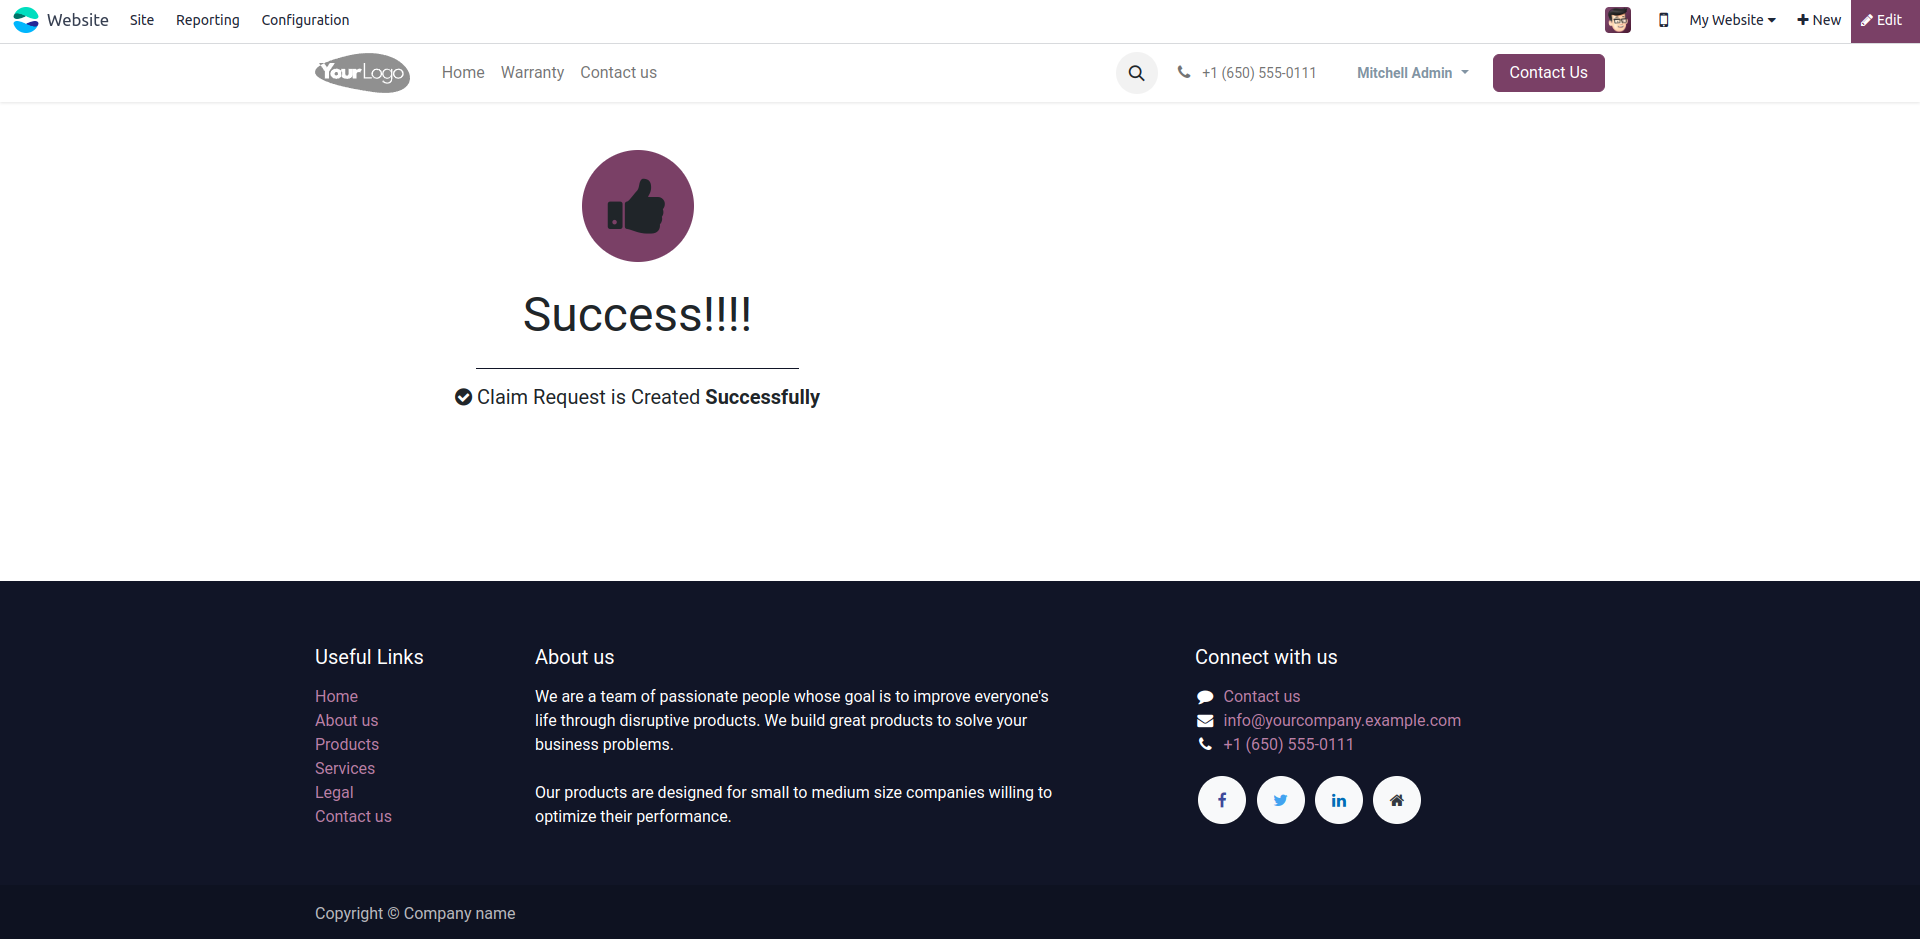 Website Site Reporting Configuration My Website New Edit
YourLogo Home Warranty Contact us +1 (650) 555-0111 Mitchell Admin Contact Us
Success!!!!
Claim Request is Created Successfully
Useful Links
Home
About us
Products
Services
Legal
Contact us
About us
We are a team of passionate people whose goal is to improve everyone's
life through disruptive products. We build great products to solve your
business problems.
Our products are designed for small to medium size companies willing to
optimize their performance.
Connect with us
Contact us
info@yourcompany.example.com
+1 (650) 555-0111
Copyright © Company name